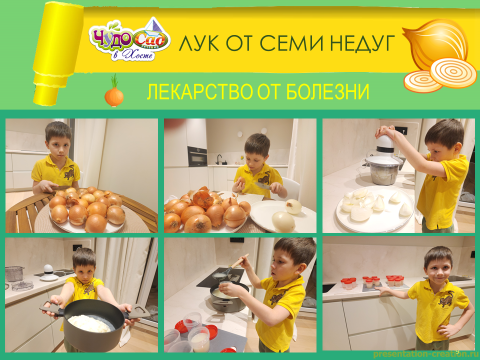 Чудо Сад
в Хосте
ЛУК ОТ СЕМИ НЕДУГ
ЛЕКАРСТВО ОТ БОЛЕЗНИ
presentation-creation.ru